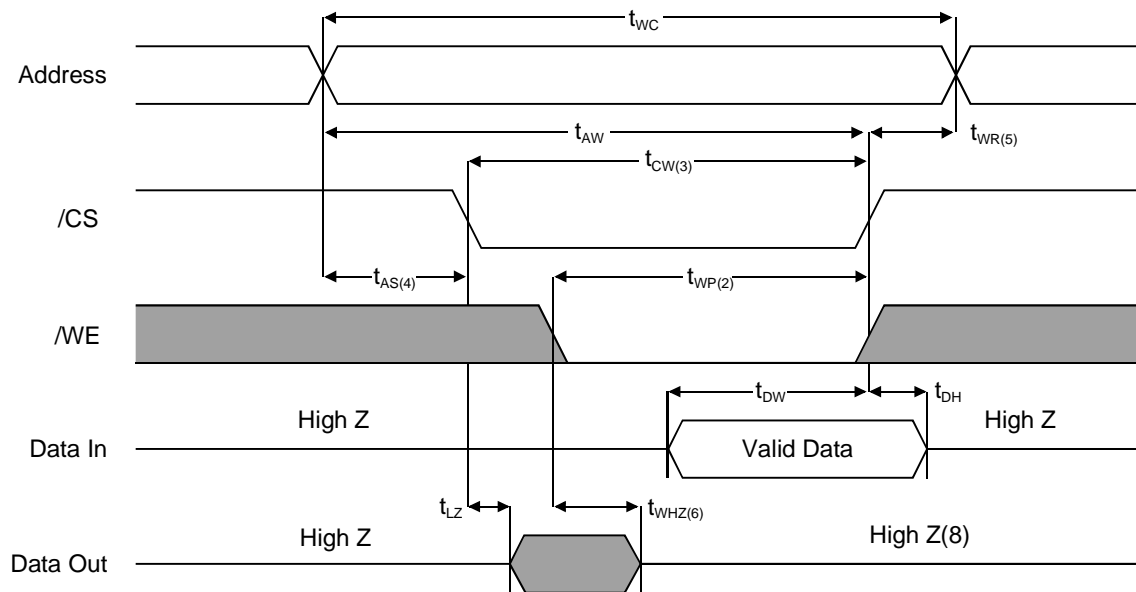 tWC
Address
tAW
tWR(5)
tCW(3)
/CS
tAS(4)
tWP(2)
/WE
tDW
tDH
High Z
High Z
Data In
Valid Data
tLZ
tWHZ(6)
High Z
High Z(8)
Data Out